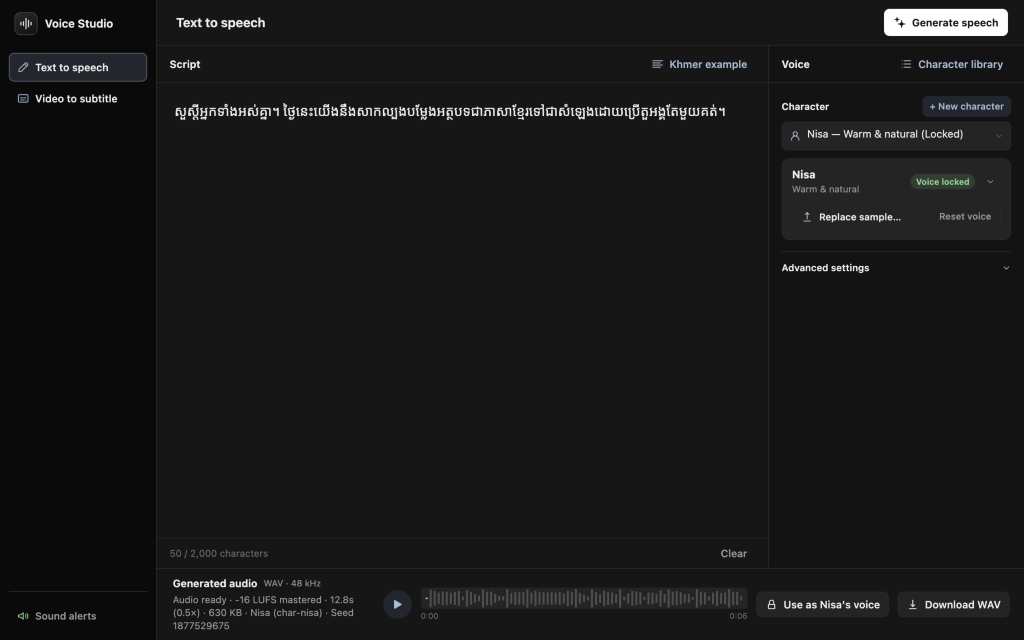 Voice Studio
Text to speech
Video to subtitle
Sound alerts
Text to speech
Generate speech
Script
Khmer example
សួស្តីអ្នកទាំងអស់គ្នា។ ថ្ងៃនេះយើងនឹងសាកល្បងបម្លែងអត្ថបទជាភាសាខ្មែរទៅជាសំឡេងដោយប្រើតួអង្គតែមួយគត់។
50 / 2,000 characters
Clear
Voice
Character library
Character
+ New character
Nisa — Warm & natural (Locked)
Nisa
Warm & natural
Voice locked
Replace sample...
Reset voice
Advanced settings
Generated audio WAV · 48 kHz
Audio ready · -16 LUFS mastered · 12.8s
(0.5×) · 630 KB · Nisa (char-nisa) · Seed
1877529675
0:00
0:06
Use as Nisa's voice
Download WAV